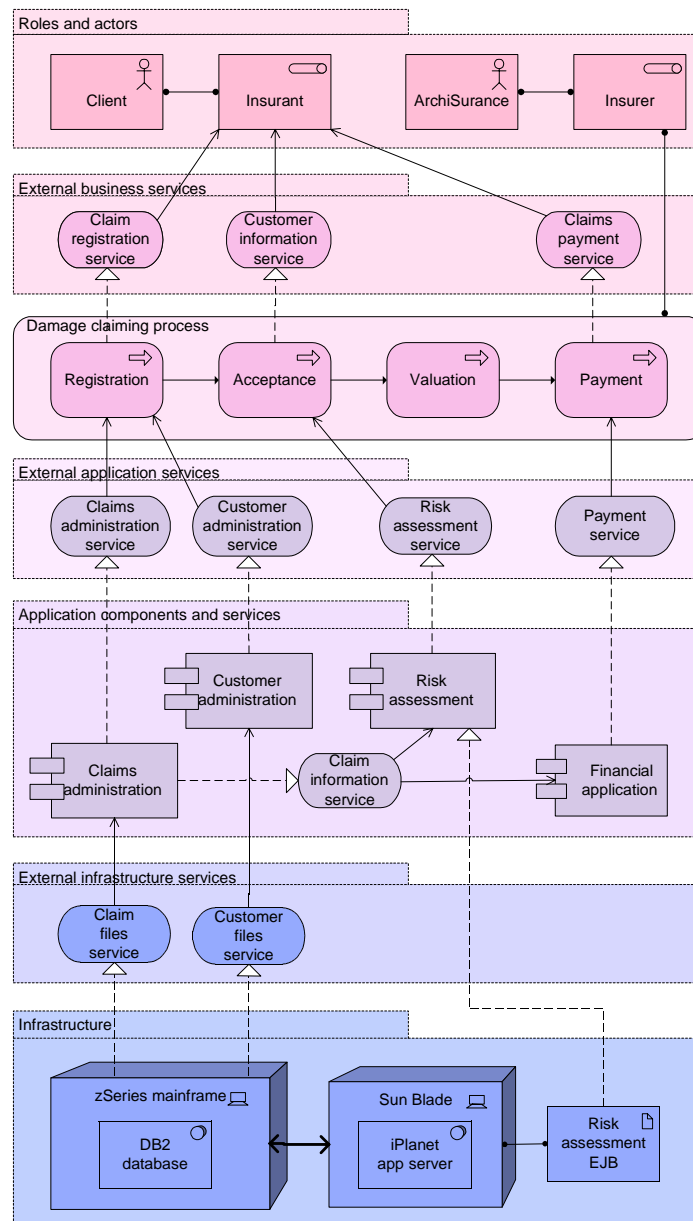 Roles and actors
Client
Insurant
ArchiSurance
Insurer
External business services
Claim
registration
service
Customer
information
service
Claims
payment
service
Damage claiming process
Registration
Acceptance
Valuation
Payment
External application services
Claims
administration
service
Customer
administration
service
Risk
assessment
service
Payment
service
Application components and services
Customer
administration
Risk
assessment
Claims
administration
Claim
information
service
Financial
application
External infrastructure services
Claim
files
service
Customer
files
service
Infrastructure
zSeries mainframe
DB2
database
Sun Blade
iPlanet
app server
Risk
assessment
EJB